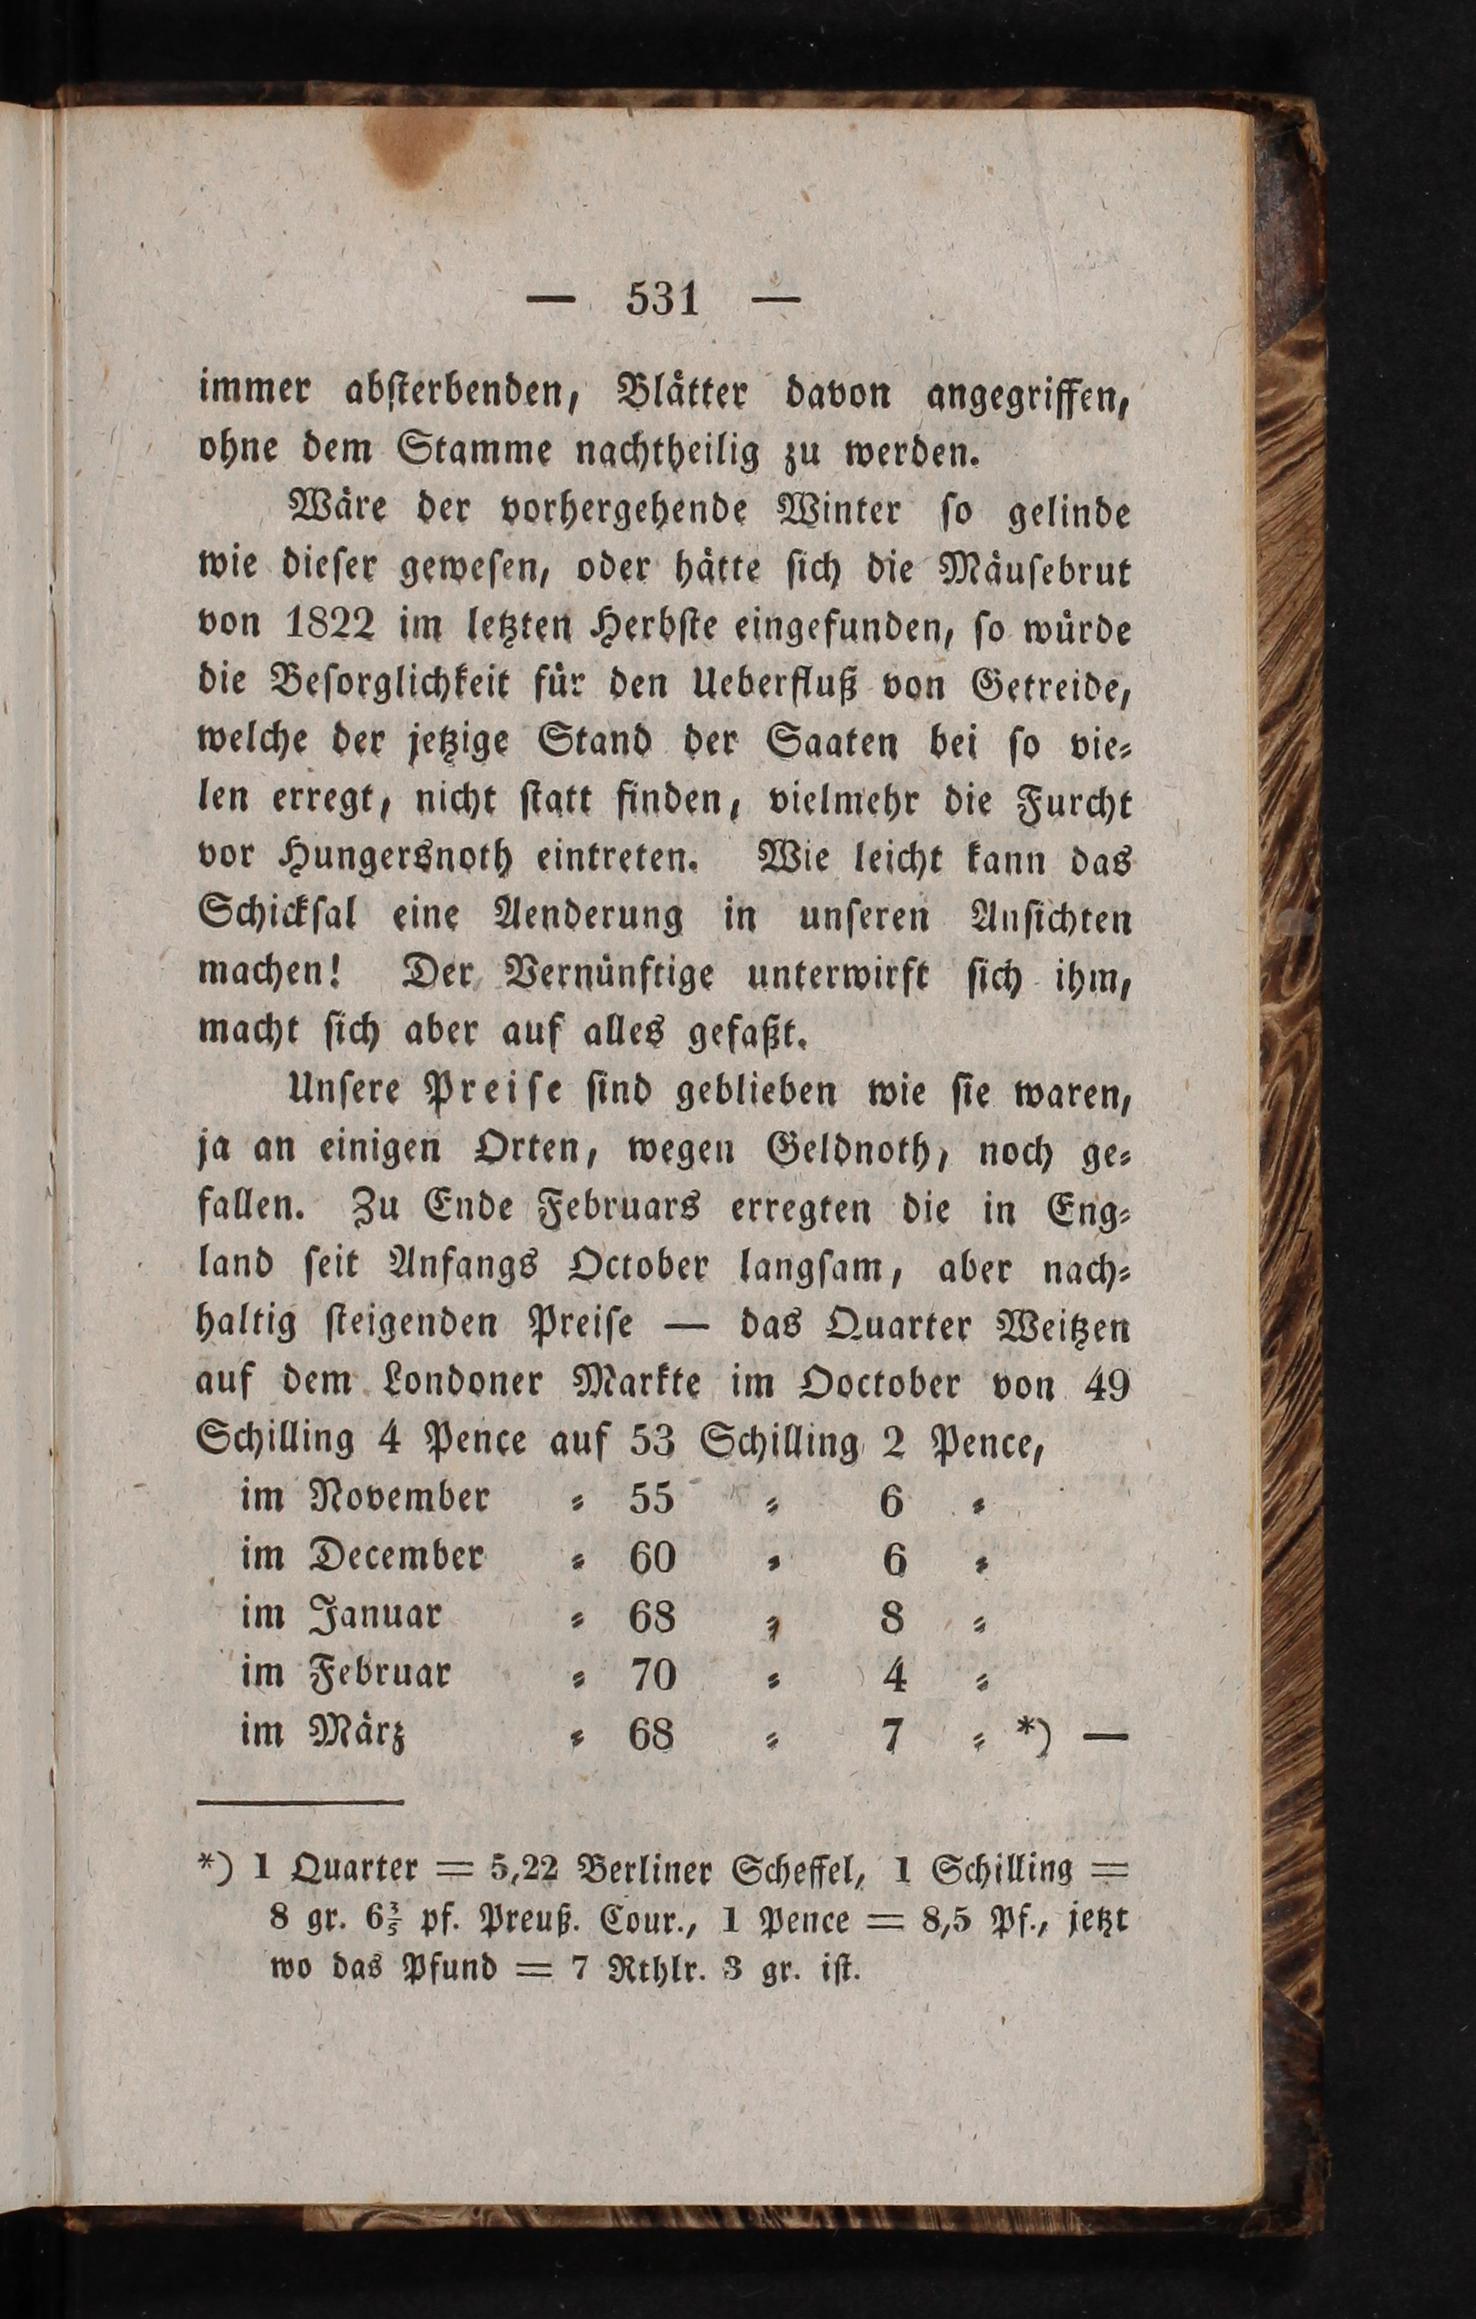 — 531 —
immer abſterbenden, Blätter davon angegriffen,
ohne dem Stamme nachtheilig zu werden.
Wäre der vorhergehende Winter ſo gelinde
wie dieſer geweſen, oder hätte ſich die Mäuſebrut
von 1822 im letzten Herbſte eingefunden, ſo würde
die Beſorglichkeit für den Ueberfluß von Getreide,
welche der jetzige Stand der Saaten bei ſo vie⸗
len erregt, nicht ſtatt finden, vielmehr die Furcht
vor Hungersnoth eintreten. Wie leicht kann das
Schickſal eine Aenderung in unſeren Anſichten
machen! Der Vernünftige unterwirft ſich ihm,
macht ſich aber auf alles gefaßt.
Unſere Preiſe ſind geblieben wie ſie waren,
ja an einigen Orten, wegen Geldnoth, noch ge⸗
fallen. Zu Ende Februars erregten die in Eng⸗
land ſeit Anfangs October langſam, aber nach⸗
haltig ſteigenden Preiſe — das Quarter Weitzen
auf dem Londoner Markte im Ooctober von 49
Schilling 4 Pence auf 53 Schilling 2 Pence,
im November ⸗ 55 ⸗ 6 ⸗
im December ⸗ 60 ⸗ 6 ⸗
im Januar ⸗ 68 ⸗ 8 ⸗
im Februar ⸗ 70 ⸗ 4 ⸗
im März ⸗ 68 ⸗ 7 ⸗ *) —
*) 1 Quarter = 5,22 Berliner Scheffel, 1 Schilling =
8 gr. 6⅗ pf. Preuß. Cour., 1 Pence = 8,5 Pf., jetzt
wo das Pfund = 7 Rthlr. 3 gr. iſt.